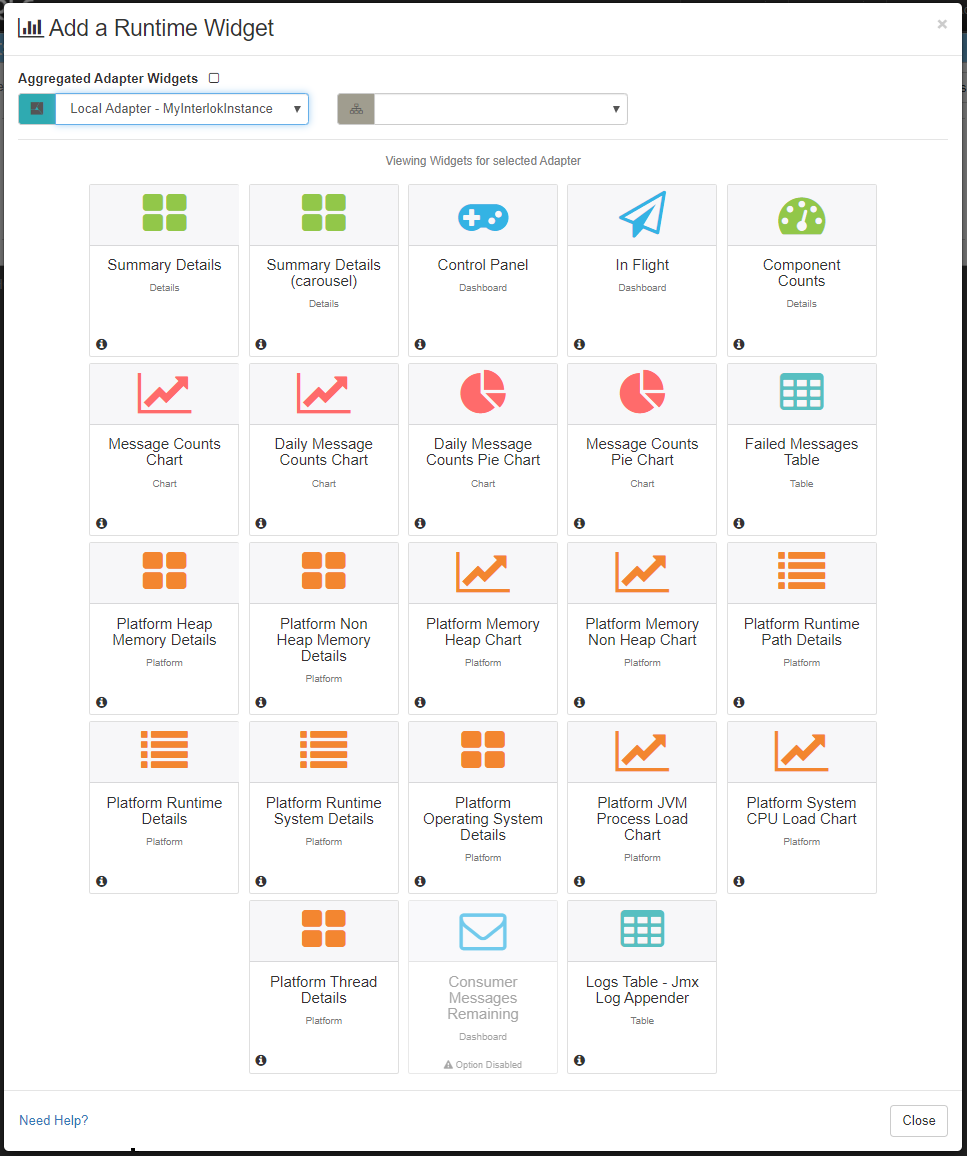 Add a Runtime Widget
×
Aggregated Adapter Widgets
Local Adapter - MyInterlokInstance
Viewing Widgets for selected Adapter
Summary Details
Details
Summary Details
(carousel)
Details
Control Panel
Dashboard
In Flight
Dashboard
Component
Counts
Details
Message Counts
Chart
Chart
Daily Message
Counts Chart
Chart
Daily Message
Counts Pie Chart
Chart
Message Counts
Pie Chart
Chart
Failed Messages
Table
Table
Platform Heap
Memory Details
Platform
Platform Non
Heap Memory
Details
Platform
Platform Memory
Heap Chart
Platform
Platform Memory
Non Heap Chart
Platform
Platform Runtime
Path Details
Platform
Platform Runtime
Details
Platform
Platform Runtime
System Details
Platform
Platform
Operating System
Details
Platform
Platform JVM
Process Load
Chart
Platform
Platform System
CPU Load Chart
Platform
Platform Thread
Details
Platform
Consumer
Messages
Remaining
Dashboard
Option Disabled
Logs Table - Jmx
Log Appender
Table
Need Help?
Close